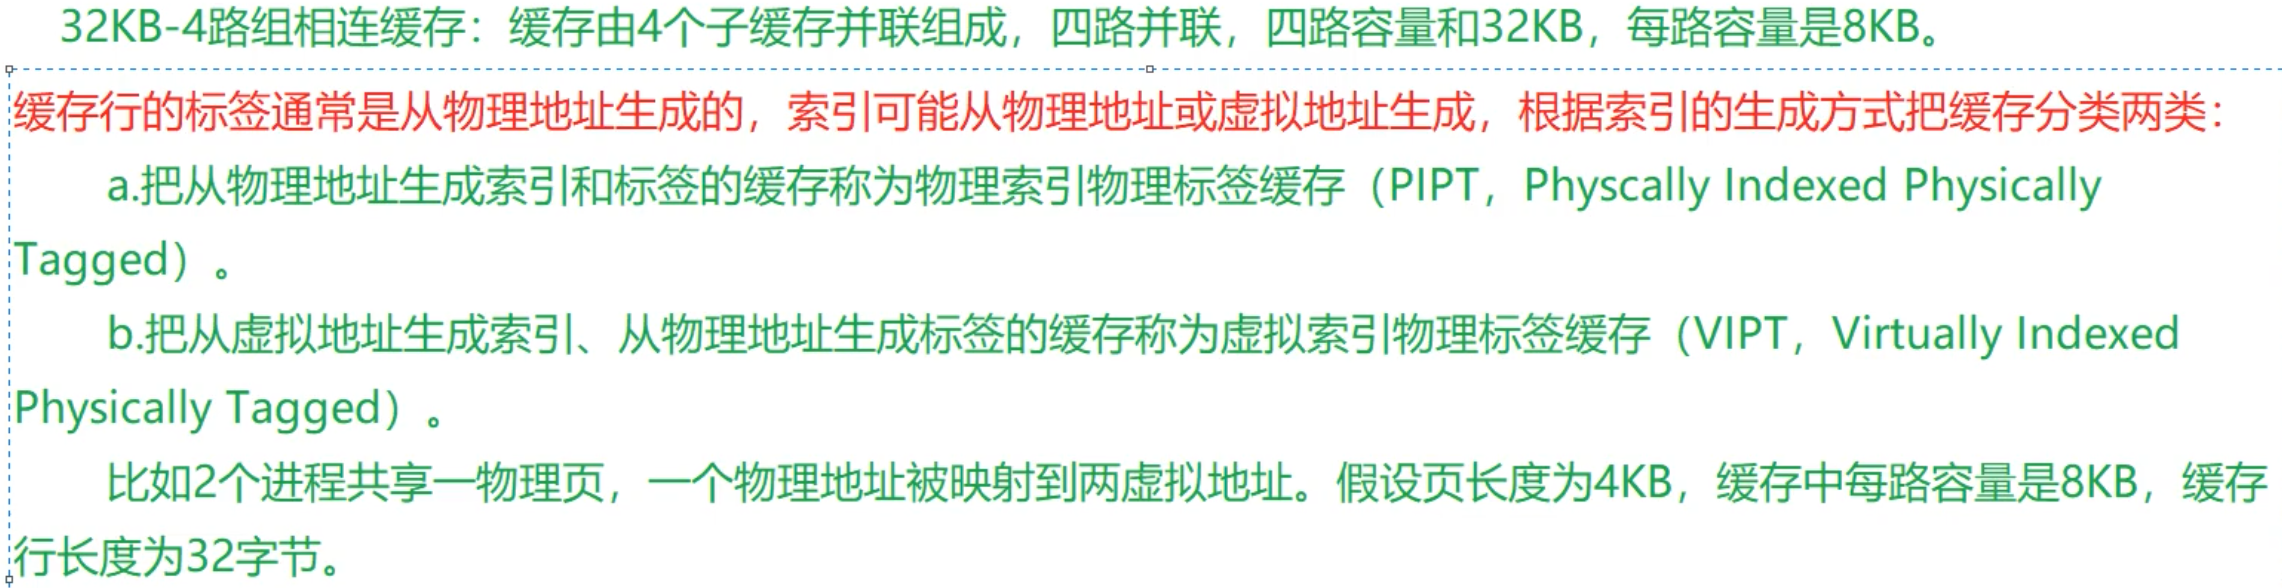 32KB-4路组相连缓存：缓存由4个子缓存并联组成，四路并联，四路容量和32KB，每路容量是8KB。
缓存行的标签通常是从物理地址生成的，索引可能从物理地址或虚拟地址生成，根据索引的生成方式把缓存分类两类：
a.把从物理地址生成索引和标签的缓存称为物理索引物理标签缓存（PIPT，Physcally Indexed Physically
Tagged）。
b.把从虚拟地址生成索引、从物理地址生成标签的缓存称为虚拟索引物理标签缓存（VIPT，Virtually Indexed
Physically Tagged）。
比如2个进程共享一物理页，一个物理地址被映射到两虚拟地址。假设页长度为4KB，缓存中每路容量是8KB，缓存
行长度为32字节。